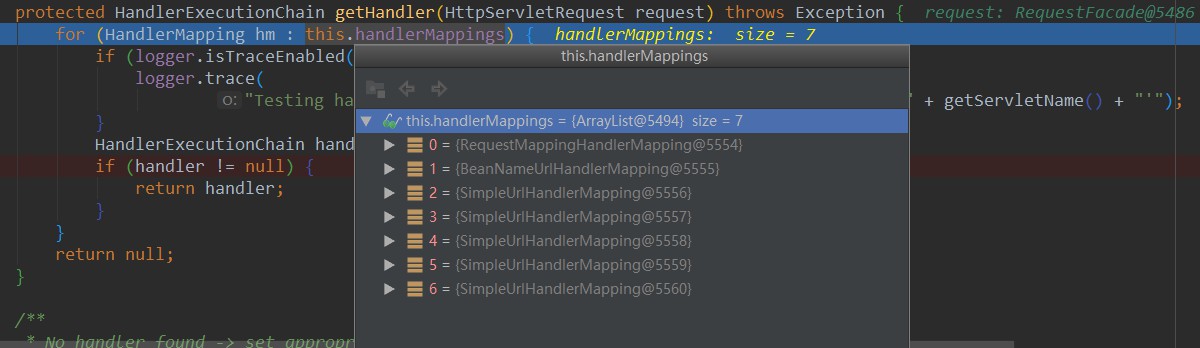 protected HandlerExecutionChain getHandler(HttpServletRequest request) throws Exception { request: RequestFacade@5486
for (HandlerMapping hm : this.handlerMappings) { handlerMappings: size = 7
if (logger.isTraceEnabled(
this.handlerMappings
logger.trace(
o: "Testing ha
" + getServletName() + "'");
this.handlerMappings = {ArrayList@5494} size = 7
}
HandlerExecutionChain hand
0 = {RequestMappingHandlerMapping@5554}
if (handler != null) {
1 = {BeanNameUrlHandlerMapping@5555}
return handler;
2 = {SimpleUrlHandlerMapping@5556}
}
3 = {SimpleUrlHandlerMapping@5557}
}
4 = {SimpleUrlHandlerMapping@5558}
return null;
5 = {SimpleUrlHandlerMapping@5559}
}
6 = {SimpleUrlHandlerMapping@5560}
/**
* No handler found -> set appropr